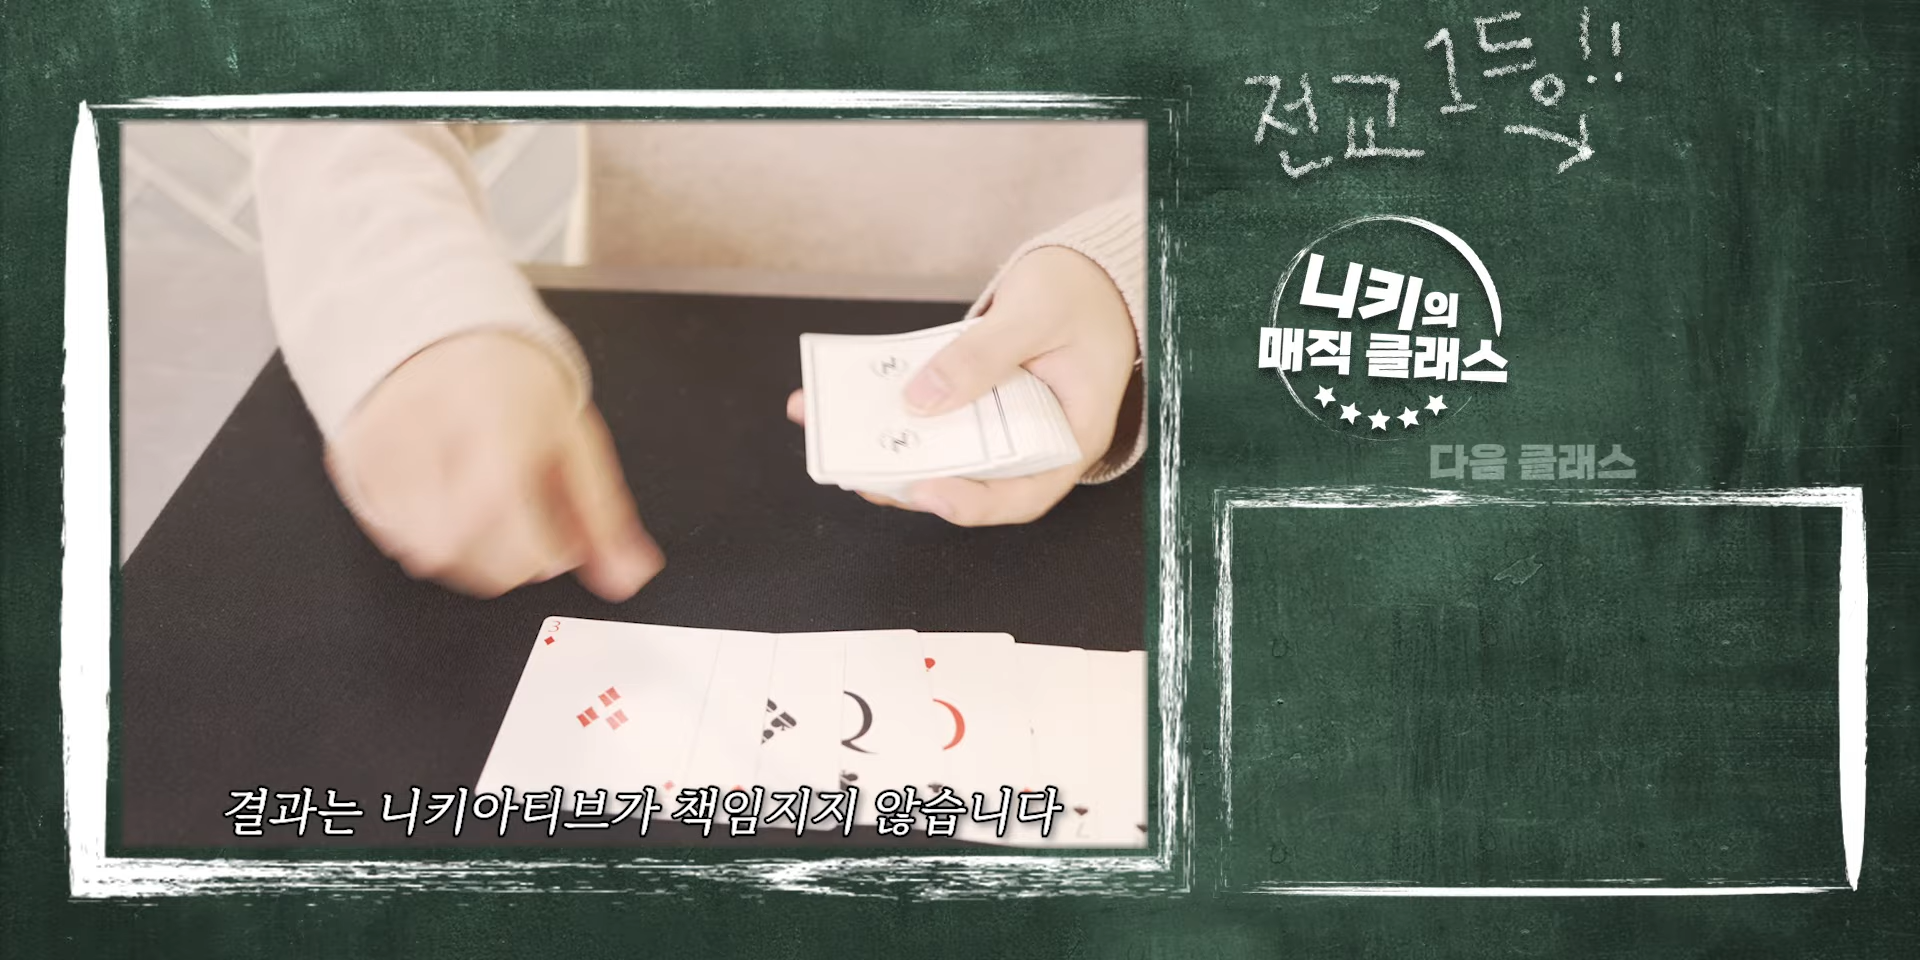 전교 1등!!
니키의
매직 클래스
다음 클래스
3
결과는 니키아티브가 책임지지 않습니다